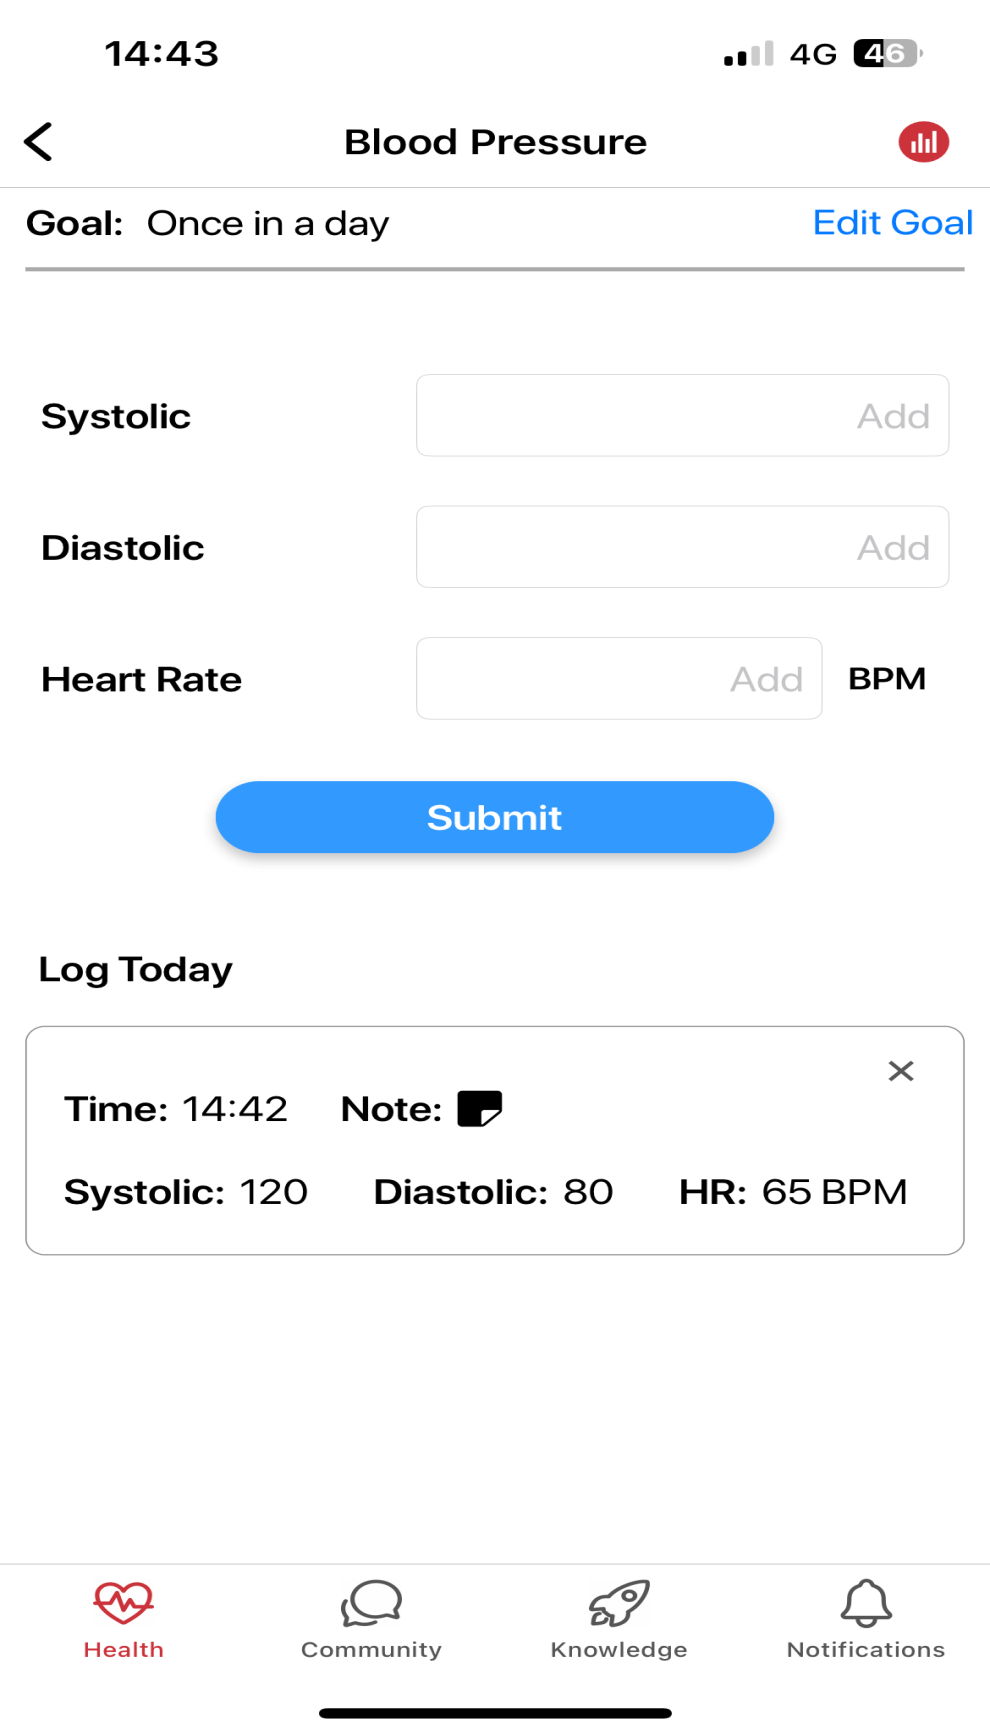 14:43 4G 46
Blood Pressure
Goal: Once in a day Edit Goal
Systolic Add
Diastolic Add
Heart Rate Add BPM
Submit
Log Today
Time: 14:42 Note:
Systolic: 120 Diastolic: 80 HR: 65 BPM
Health Community Knowledge Notifications